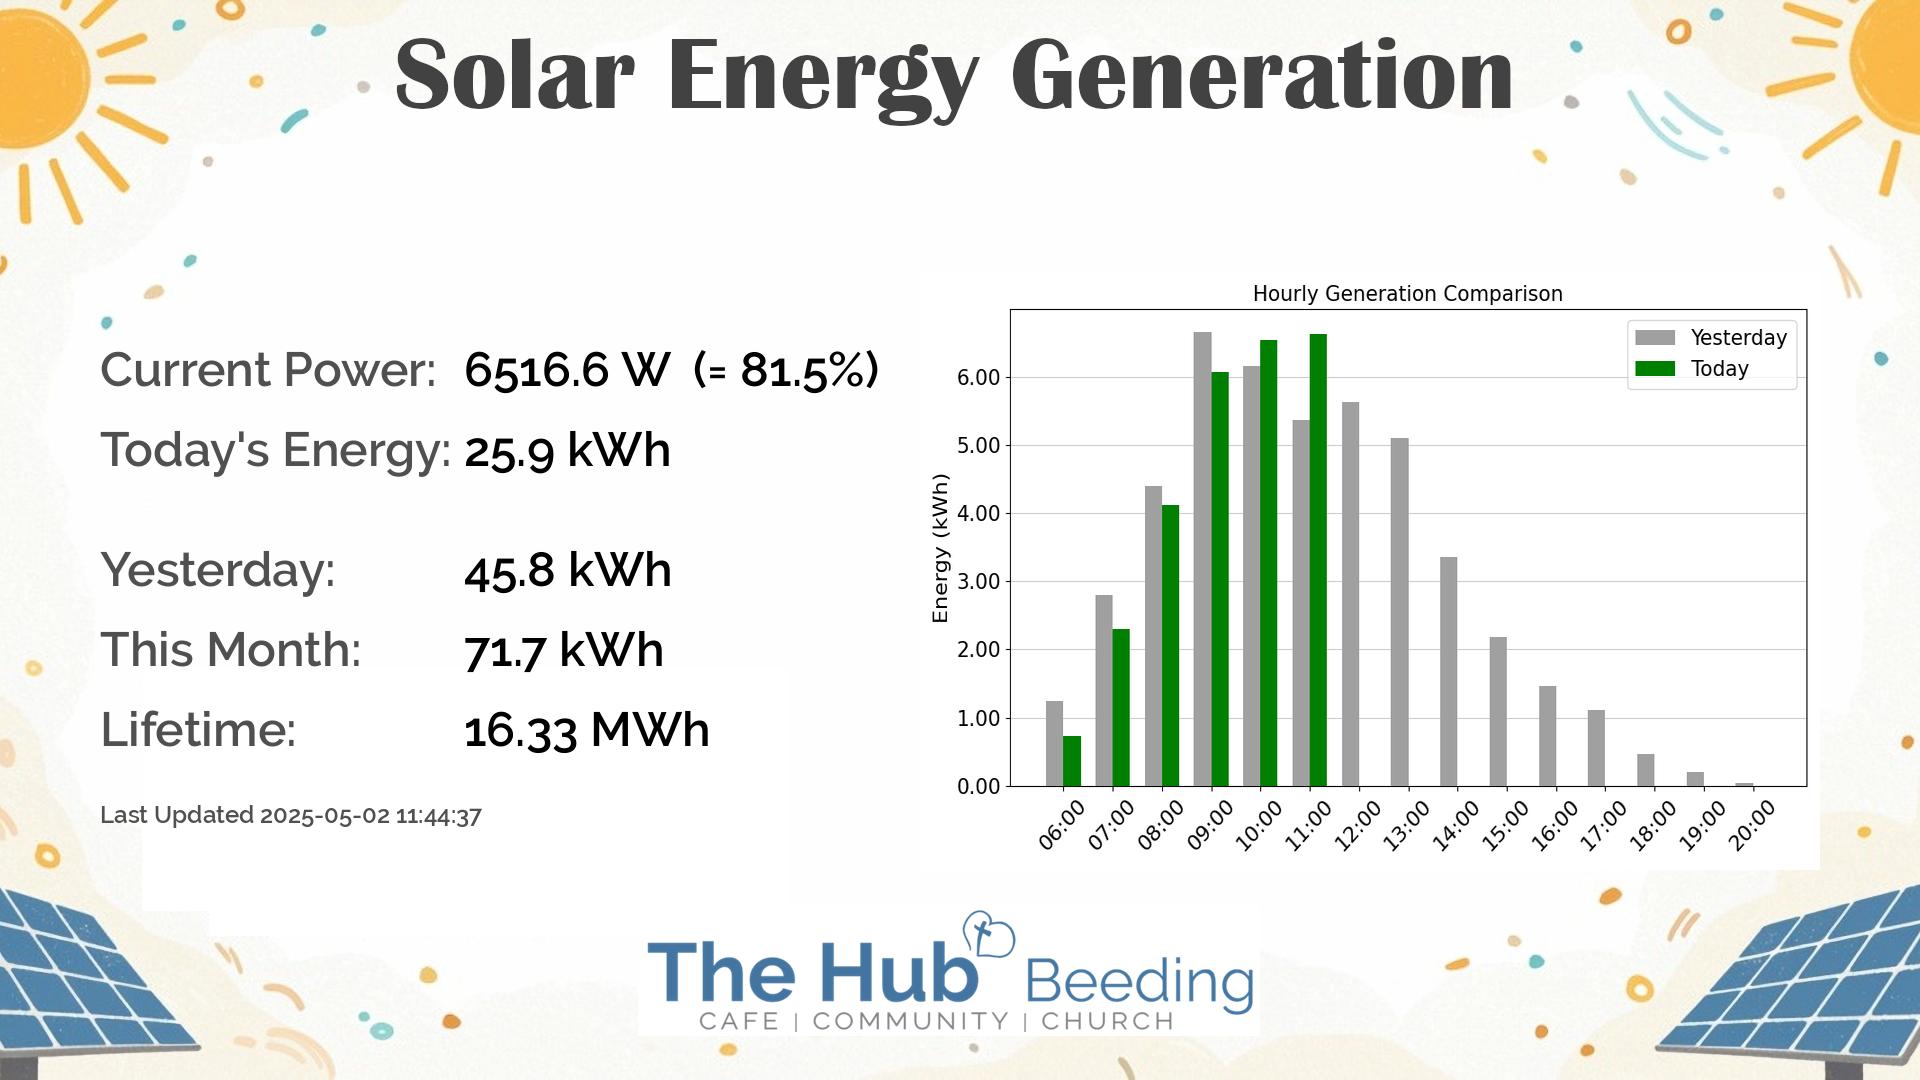 Solar Energy Generation
Current Power: 6516.6 W (= 81.5%)
Today's Energy: 25.9 kWh
Yesterday: 45.8 kWh
This Month: 71.7 kWh
Lifetime: 16.33 MWh
Last Updated 2025-05-02 11:44:37
Hourly Generation Comparison
Yesterday
Today
Energy (kWh)
6.00
5.00
4.00
3.00
2.00
1.00
0.00
06:00 07:00 08:00 09:00 10:00 11:00 12:00 13:00 14:00 15:00 16:00 17:00 18:00 19:00 20:00
The Hub Beeding
CAFE | COMMUNITY | CHURCH